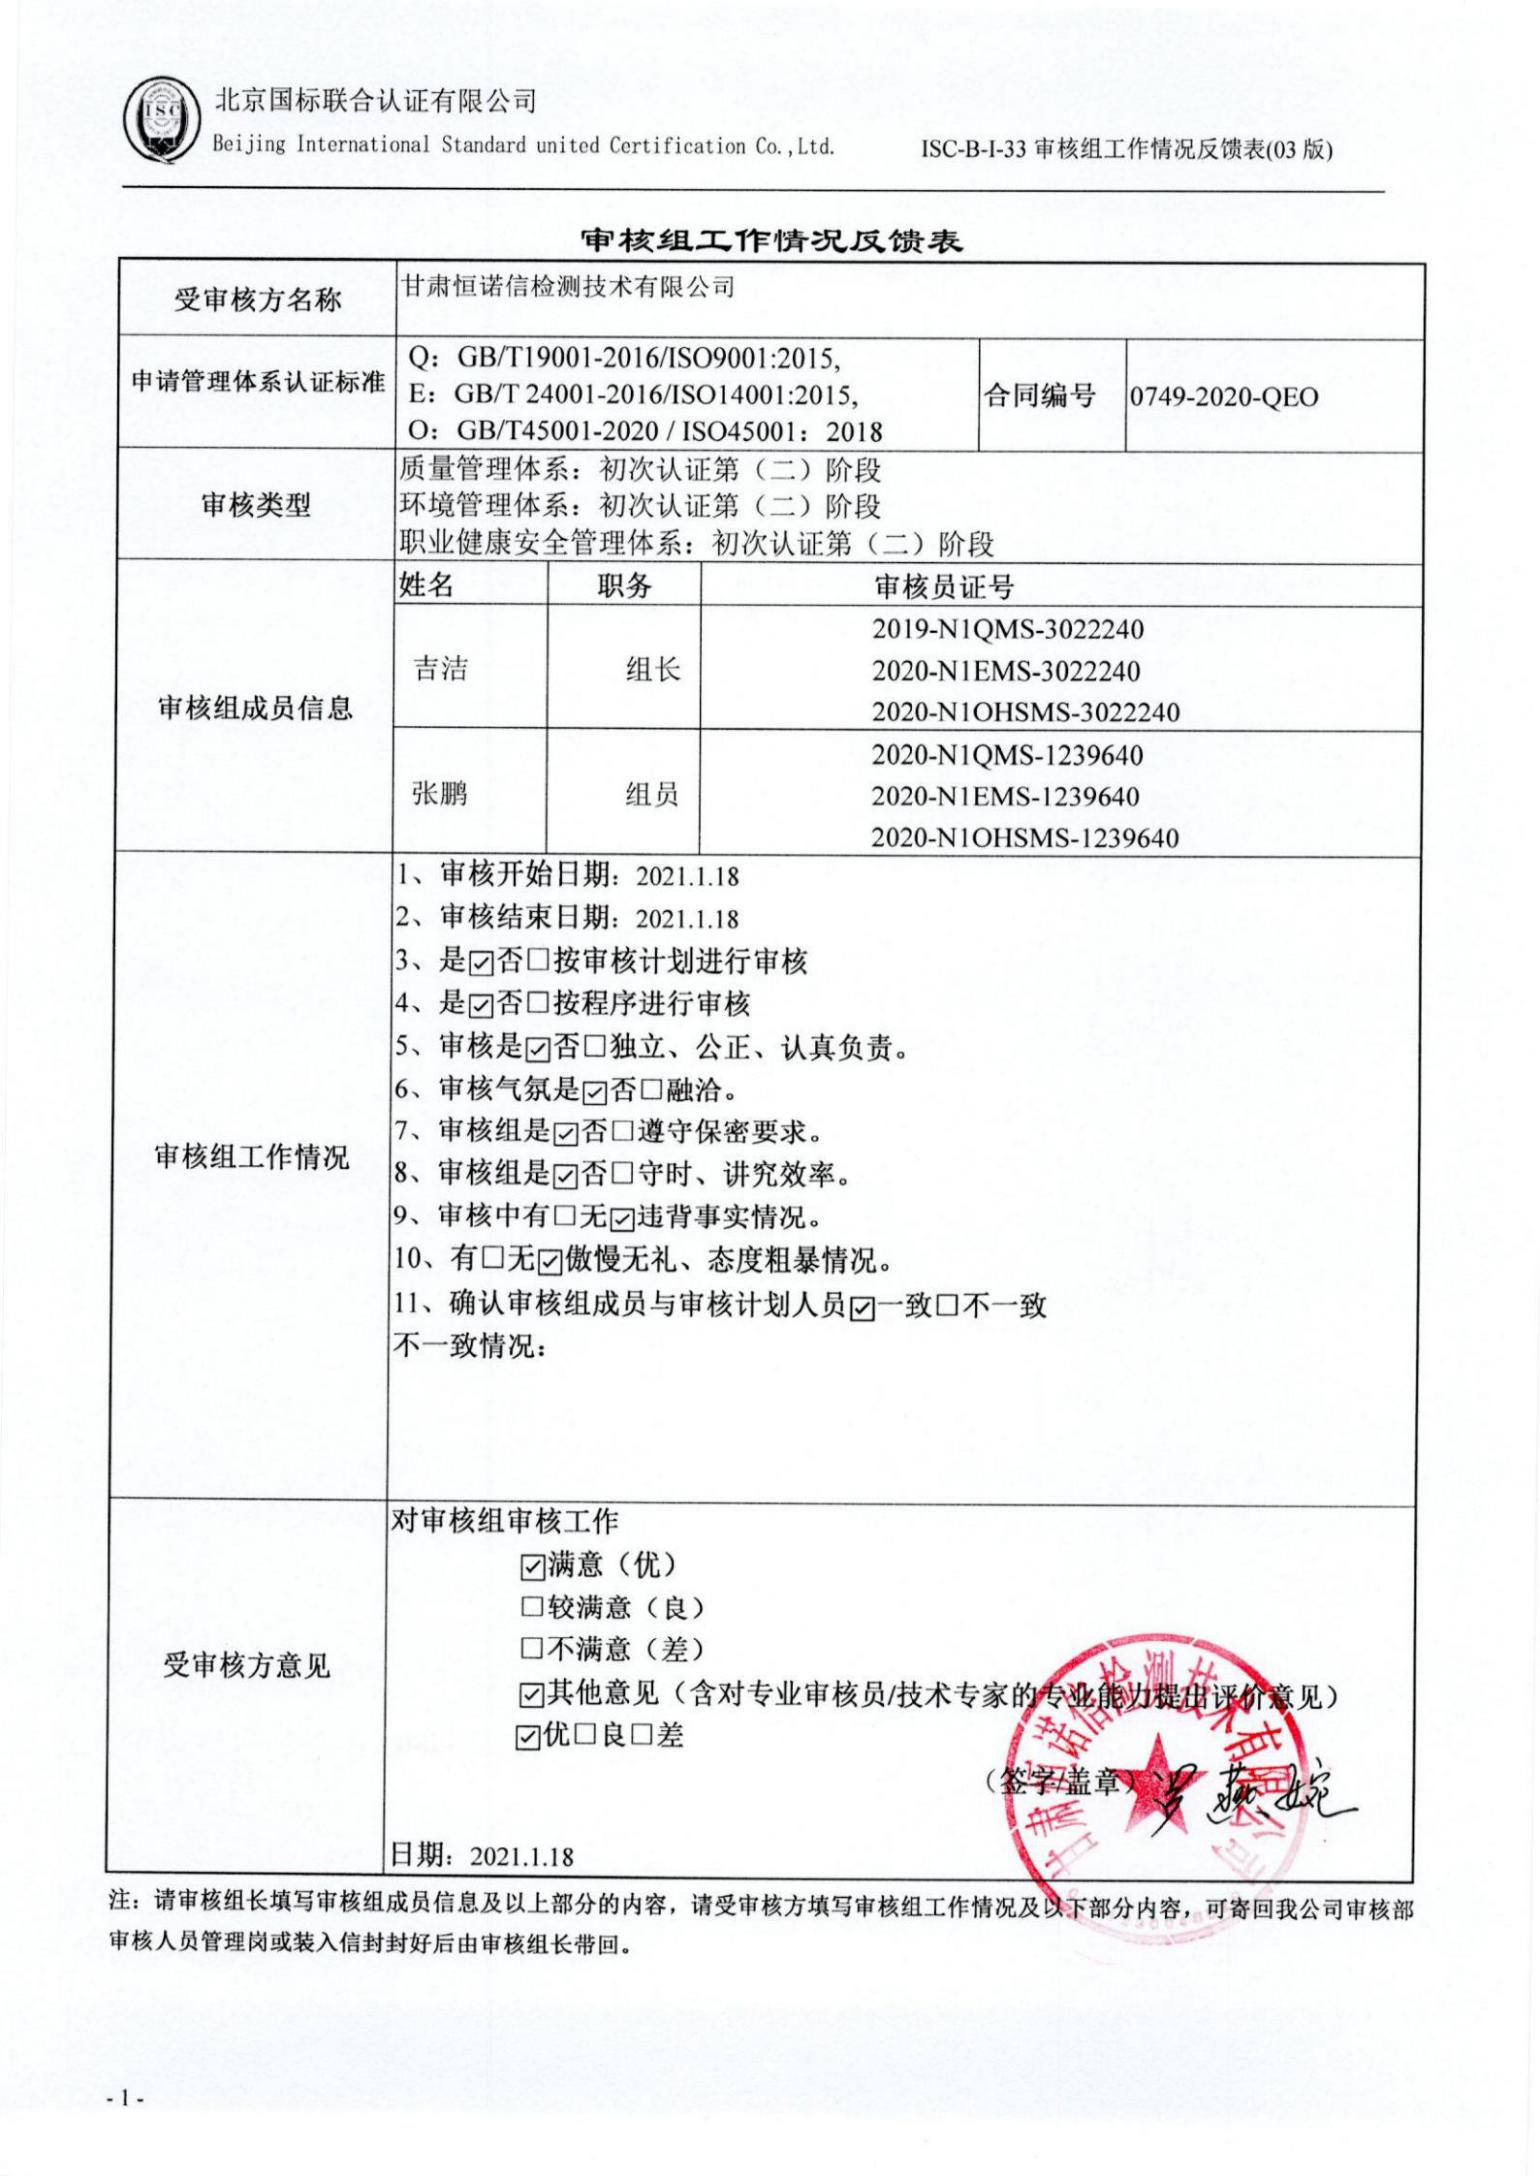 ISC
北京国标联合认证有限公司
Beijing International Standard united Certification Co.,Ltd.
ISC-B-I-33 审核组工作情况反馈表(03 版)
审核组工作情况反馈表
受审核方名称
甘肃恒诺信检测技术有限公司
申请管理体系认证标准
Q：GB/T19001-2016/ISO9001:2015,
E：GB/T 24001-2016/ISO14001:2015,
O：GB/T45001-2020 / ISO45001：2018
合同编号
0749-2020-QEO
审核类型
质量管理体系：初次认证第（二）阶段
环境管理体系：初次认证第（二）阶段
职业健康安全管理体系：初次认证第（二）阶段
审核组成员信息
姓名 职务 审核员证号
吉洁 组长
2019-N1QMS-3022240
2020-N1EMS-3022240
2020-N1OHSMS-3022240
张鹏 组员
2020-N1QMS-1239640
2020-N1EMS-1239640
2020-N1OHSMS-1239640
审核组工作情况
1、审核开始日期：2021.1.18
2、审核结束日期：2021.1.18
3、是☑否□按审核计划进行审核
4、是☑否□按程序进行审核
5、审核是☑否□独立、公正、认真负责。
6、审核气氛是☑否□融洽。
7、审核组是☑否□遵守保密要求。
8、审核组是☑否□守时、讲究效率。
9、审核中有□无☑违背事实情况。
10、有□无☑傲慢无礼、态度粗暴情况。
11、确认审核组成员与审核计划人员☑一致□不一致
不一致情况：
受审核方意见
对审核组审核工作
☑满意（优）
□较满意（良）
□不满意（差）
☑其他意见（含对专业审核员/技术专家的专业能力提出评价意见）
☑优□良□差
（签字/盖章）
甘肃恒诺信检测技术有限公司
日期：2021.1.18
注：请审核组长填写审核组成员信息及以上部分的内容，请受审核方填写审核组工作情况及以下部分内容，可寄回我公司审核部
审核人员管理岗或装入信封封好后由审核组长带回。
- 1 -